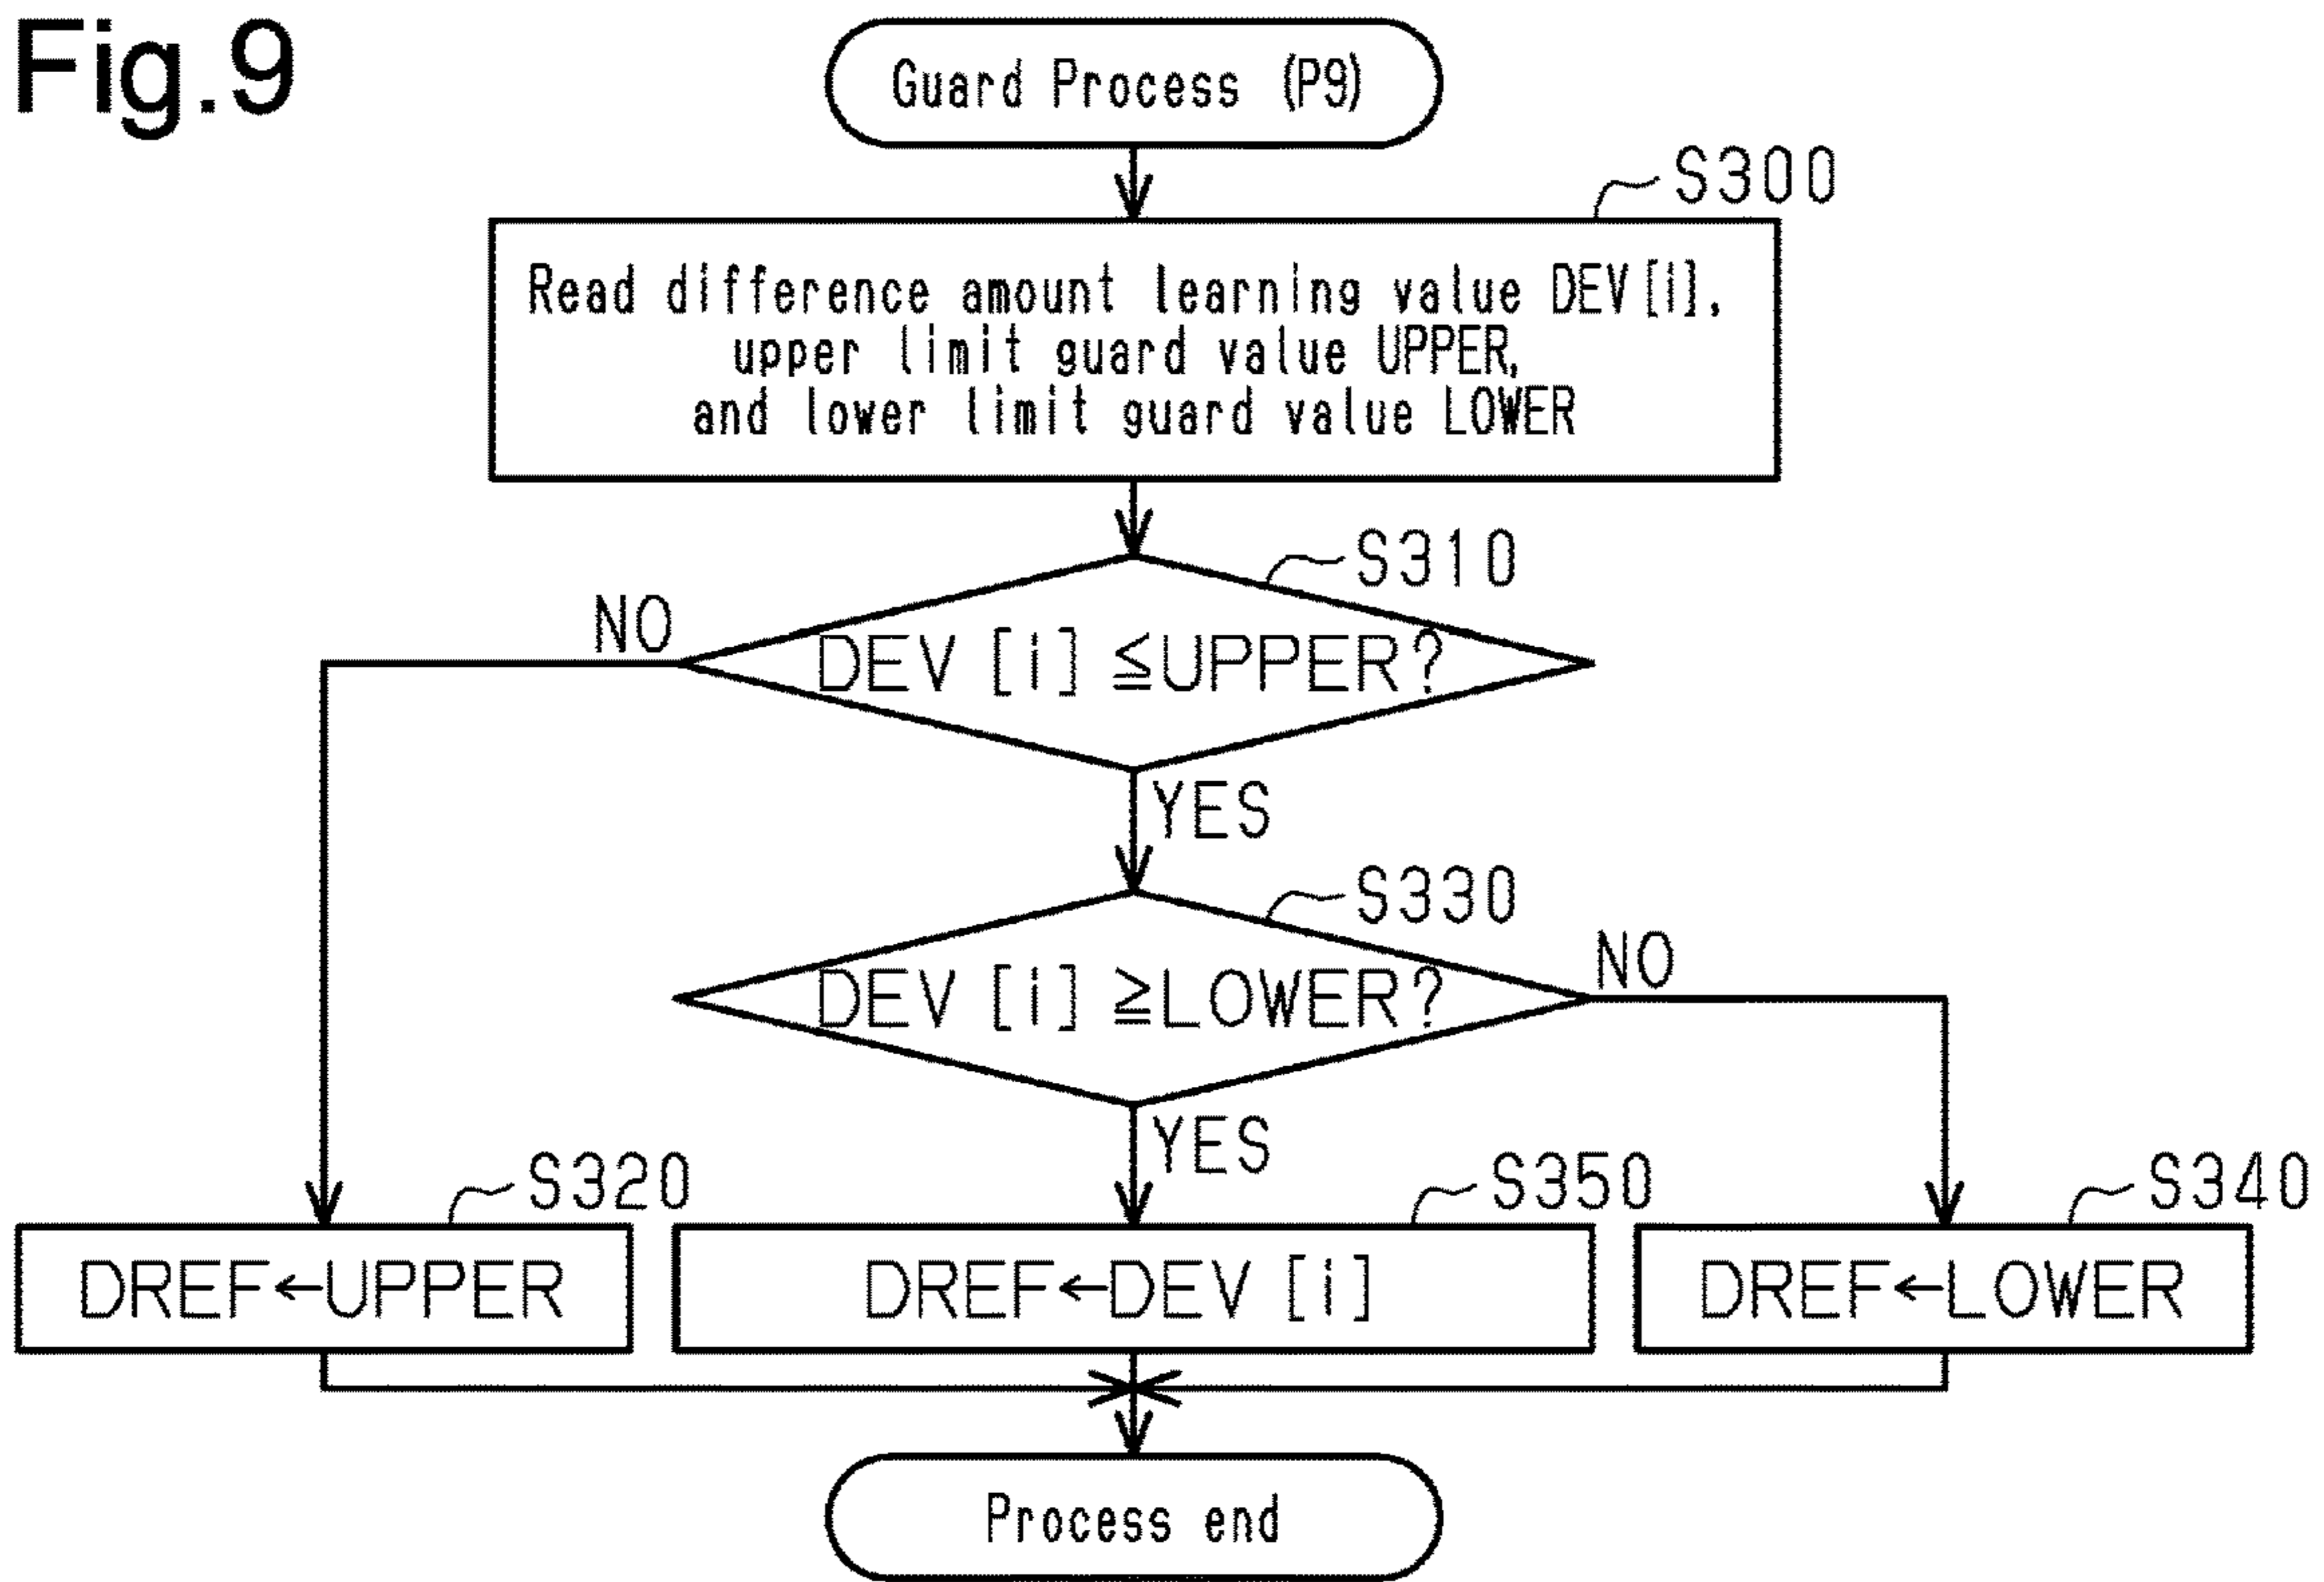 Fig.9
Guard Process (P9)
S300
Read difference amount learning value DEV[i],
upper limit guard value UPPER,
and lower limit guard value LOWER
S310
NO
DEV [i] ≦UPPER?
YES
S330
NO
DEV [i] ≧LOWER?
YES
S320
S350
S340
DREF←UPPER
DREF←DEV [i]
DREF←LOWER
Process end